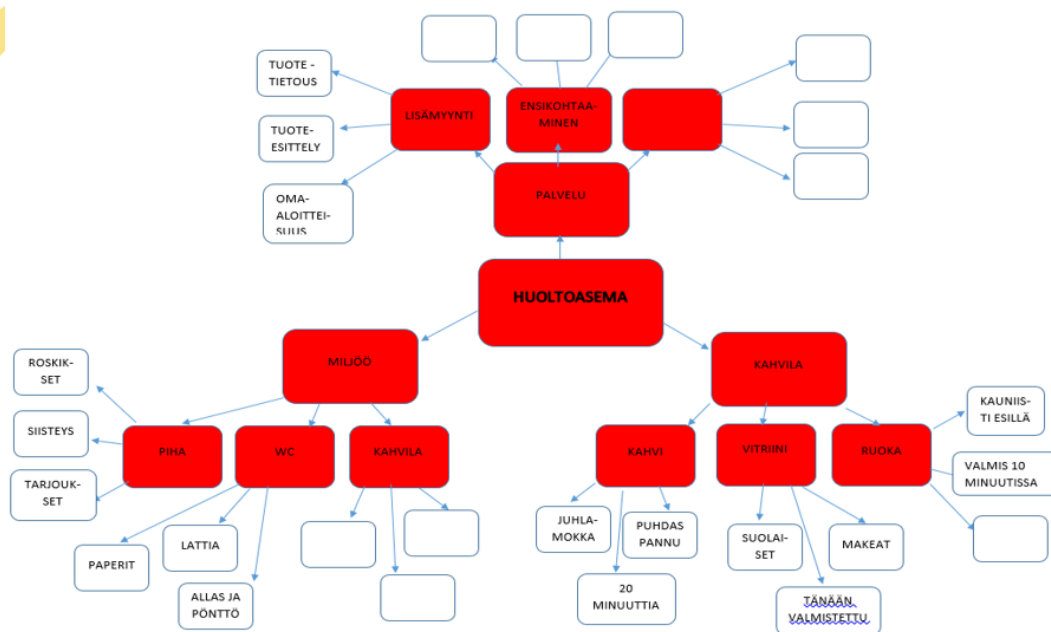 TUOTE -
TIETOUS
LISÄMYYNTI
ENSIKOHTAA-
MINEN
TUOTE-
ESITTELY
OMA-
ALOITTEI-
SUUS
PALVELU
HUOLTOASEMA
MILJÖÖ
KAHVILA
ROSKIK-
SET
SIISTEYS
TARJOUK-
SET
PIHA
WC
KAHVILA
PAPERIT
LATTIA
ALLAS JA
PÖNTTÖ
KAHVI
VITRIINI
RUOKA
KAUNIIS-
TI ESILLÄ
VALMIS 10
MINUUTISSA
JUHLA-
MOKKA
PUHDAS
PANNU
20
MINUUTTIA
SUOLAI-
SET
MAKEAT
TÄNÄÄN
VALMISTETTU